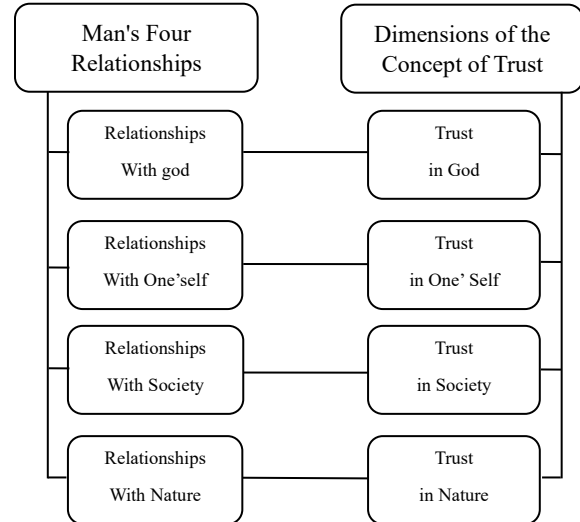 Man's Four
Relationships
Dimensions of the
Concept of Trust
Relationships
With god
Trust
in God
Relationships
With One’self
Trust
in One’ Self
Relationships
With Society
Trust
in Society
Relationships
With Nature
Trust
in Nature